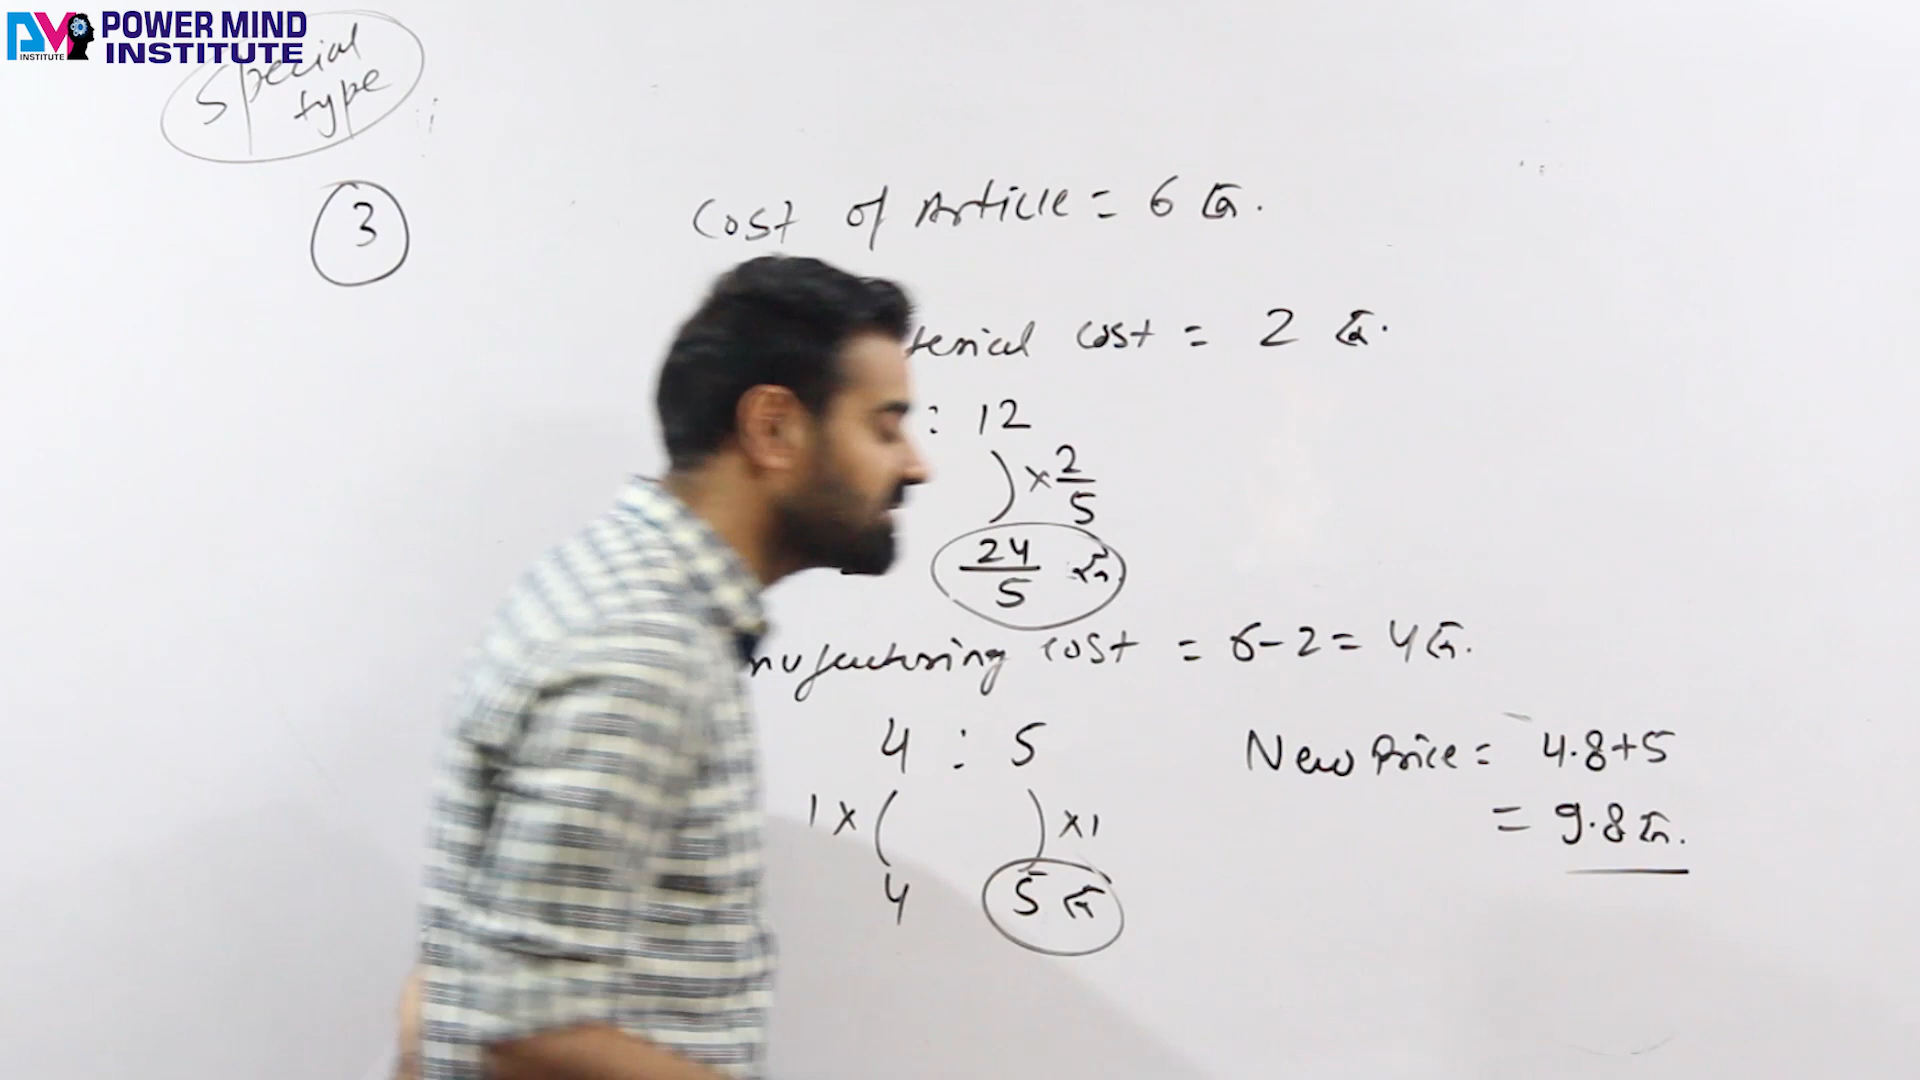 POWER MIND
INSTITUTE
INSTITUTE
Special
type
3
Cost of Article = 6 रु.
terial cost = 2 रु.
: 12
) × 2/5
24/5 रु
nufacturing cost = 6-2 = 4 रु.
4 : 5
1 × ( ) ×1
4 5 रु
New Price = 4.8+5
= 9.8 रु.